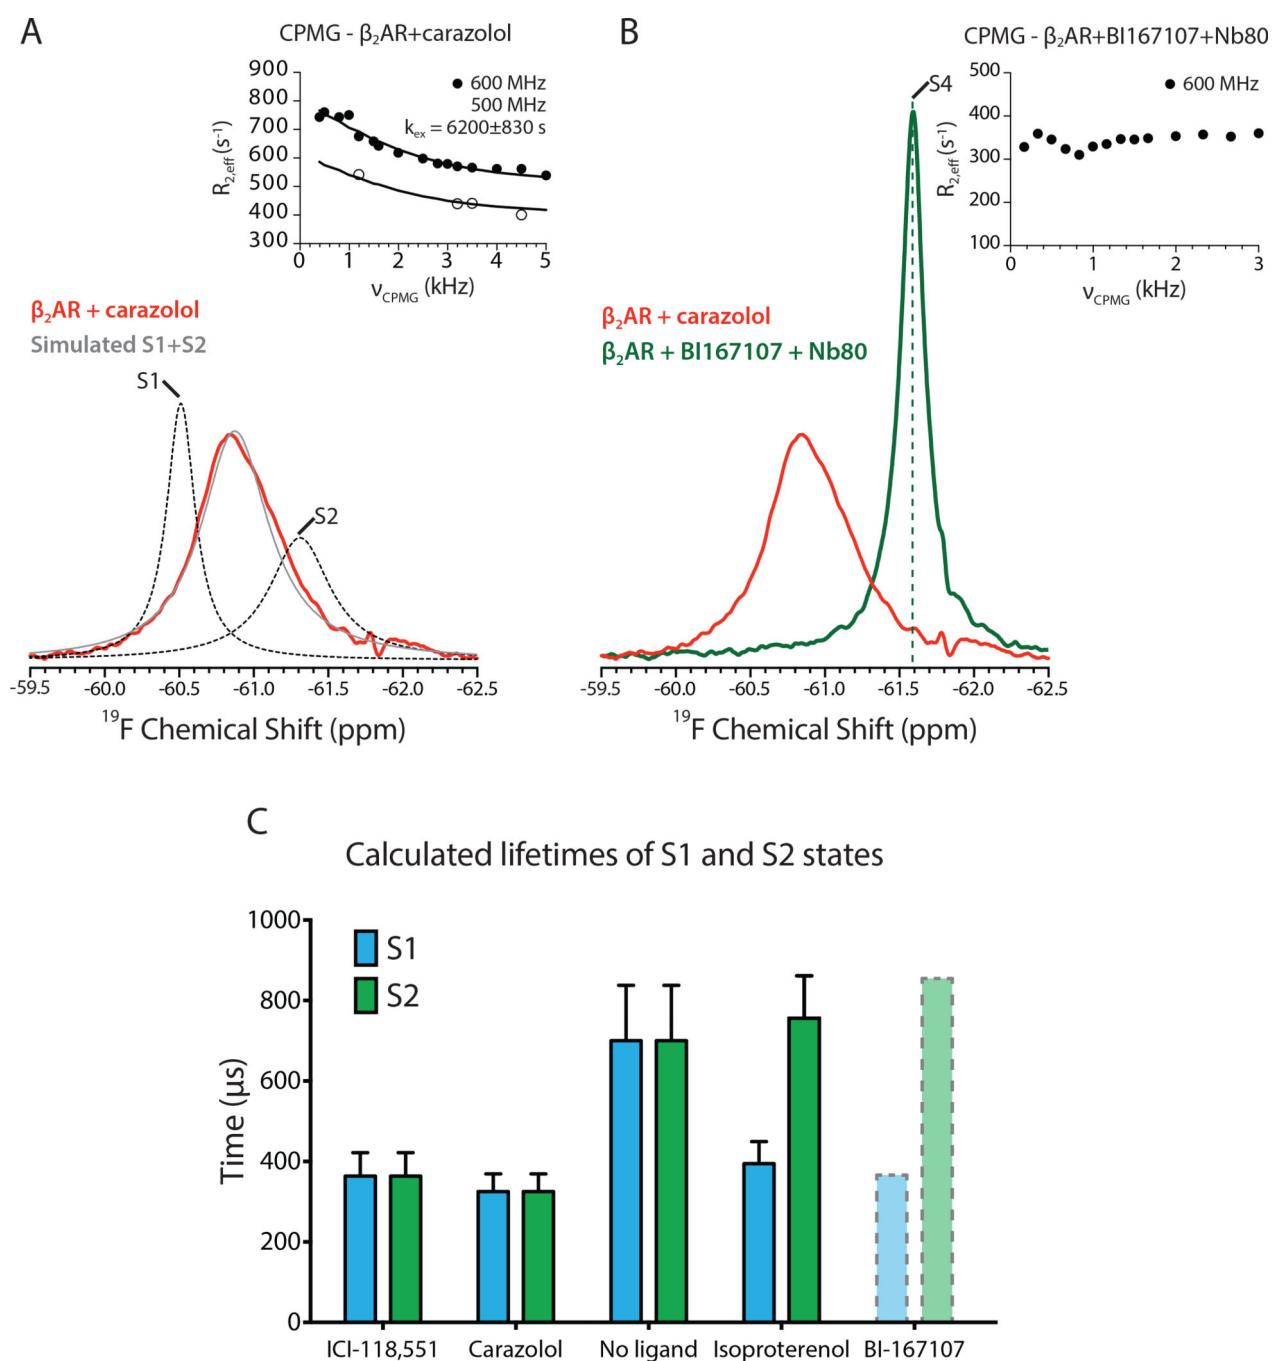 A
CPMG - β₂AR+carazolol
900
800
700
600
500
400
300
R₂,eff (s⁻¹)
600 MHz
500 MHz
kex = 6200±830 s
0 1 2 3 4 5
νCPMG (kHz)
β₂AR + carazolol
Simulated S1+S2
S1
S2
-59.5 -60.0 -60.5 -61.0 -61.5 -62.0 -62.5
¹⁹F Chemical Shift (ppm)
B
CPMG - β₂AR+BI167107+Nb80
500
400
300
200
100
R₂,eff (s⁻¹)
600 MHz
0 1 2 3
νCPMG (kHz)
S4
β₂AR + carazolol
β₂AR + BI167107 + Nb80
-59.5 -60.0 -60.5 -61.0 -61.5 -62.0 -62.5
¹⁹F Chemical Shift (ppm)
C
Calculated lifetimes of S1 and S2 states
1000
800
600
400
200
0
Time (µs)
S1
S2
ICI-118,551 Carazolol No ligand Isoproterenol BI-167107